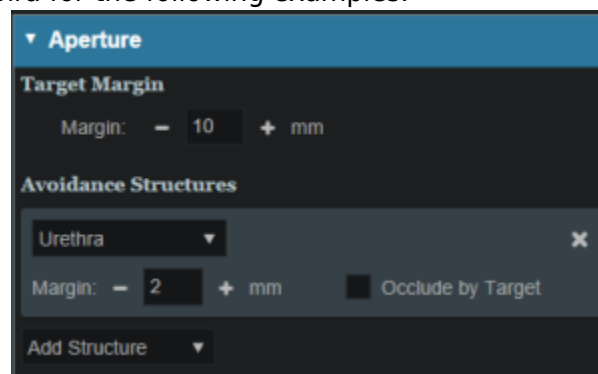 Aperture
Target Margin
Margin: − 10 + mm
Avoidance Structures
Urethra
Margin: − 2 + mm Occlude by Target
Add Structure